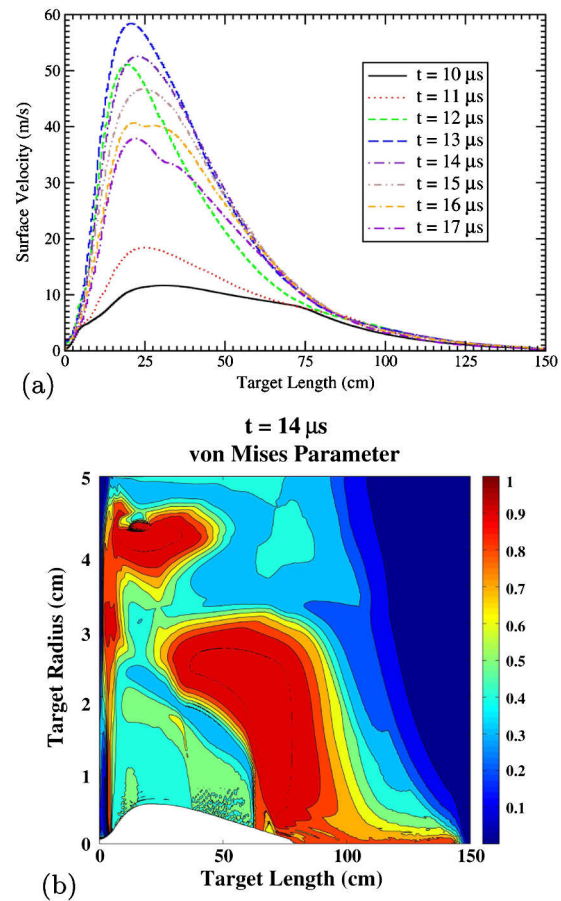 60
50
40
30
20
10
0
Surface Velocity (m/s)
t = 10 μs
t = 11 μs
t = 12 μs
t = 13 μs
t = 14 μs
t = 15 μs
t = 16 μs
t = 17 μs
0 25 50 75 100 125 150
(a) Target Length (cm)
t = 14 μs
von Mises Parameter
5
4
3
2
1
0
Target Radius (cm)
1
0.9
0.8
0.7
0.6
0.5
0.4
0.3
0.2
0.1
0 50 100 150
(b) Target Length (cm)